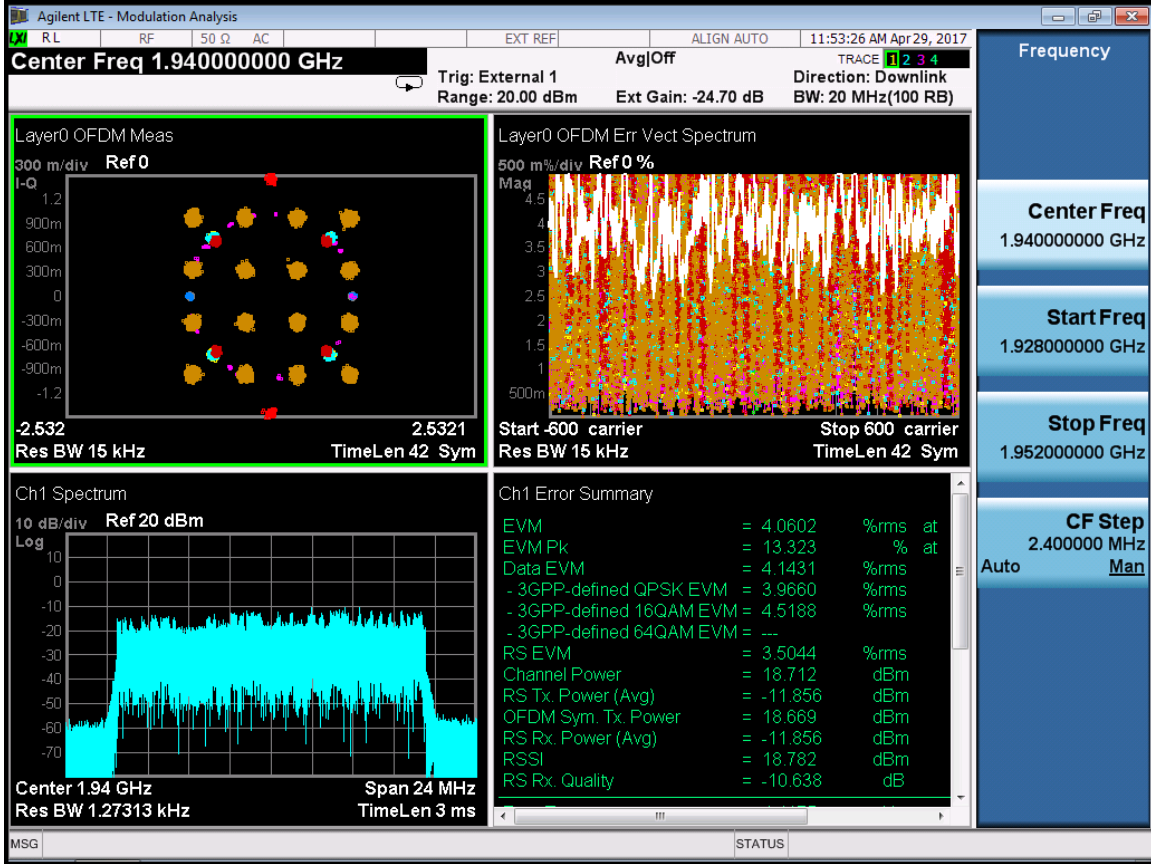 Agilent LTE - Modulation Analysis
LXI RL RF 50 Ω AC EXT REF ALIGN AUTO 11:53:26 AM Apr 29, 2017
Center Freq 1.940000000 GHz
Avg|Off
TRACE 1 2 3 4
Trig: External 1
Direction: Downlink
Range: 20.00 dBm Ext Gain: -24.70 dB BW: 20 MHz(100 RB)
Frequency
Center Freq
1.940000000 GHz
Start Freq
1.928000000 GHz
Stop Freq
1.952000000 GHz
CF Step
2.400000 MHz
Auto Man
Layer0 OFDM Meas
300 m/div Ref 0
I-Q
1.2
900m
600m
300m
0
-300m
-600m
-900m
-1.2
-2.532 2.5321
Res BW 15 kHz TimeLen 42 Sym
Layer0 OFDM Err Vect Spectrum
500 m%/div Ref 0 %
Mag
4.5
4
3.5
3
2.5
2
1.5
1
500m
Start -600 carrier Stop 600 carrier
Res BW 15 kHz TimeLen 42 Sym
Ch1 Spectrum
10 dB/div Ref 20 dBm
Log
10
0
-10
-20
-30
-40
-50
-60
-70
Center 1.94 GHz Span 24 MHz
Res BW 1.27313 kHz TimeLen 3 ms
Ch1 Error Summary
EVM = 4.0602 %rms at
EVM Pk = 13.323 % at
Data EVM = 4.1431 %rms
- 3GPP-defined QPSK EVM = 3.9660 %rms
- 3GPP-defined 16QAM EVM = 4.5188 %rms
- 3GPP-defined 64QAM EVM = ---
RS EVM = 3.5044 %rms
Channel Power = 18.712 dBm
RS Tx. Power (Avg) = -11.856 dBm
OFDM Sym. Tx. Power = 18.669 dBm
RS Rx. Power (Avg) = -11.856 dBm
RSSI = 18.782 dBm
RS Rx. Quality = -10.638 dB
MSG STATUS